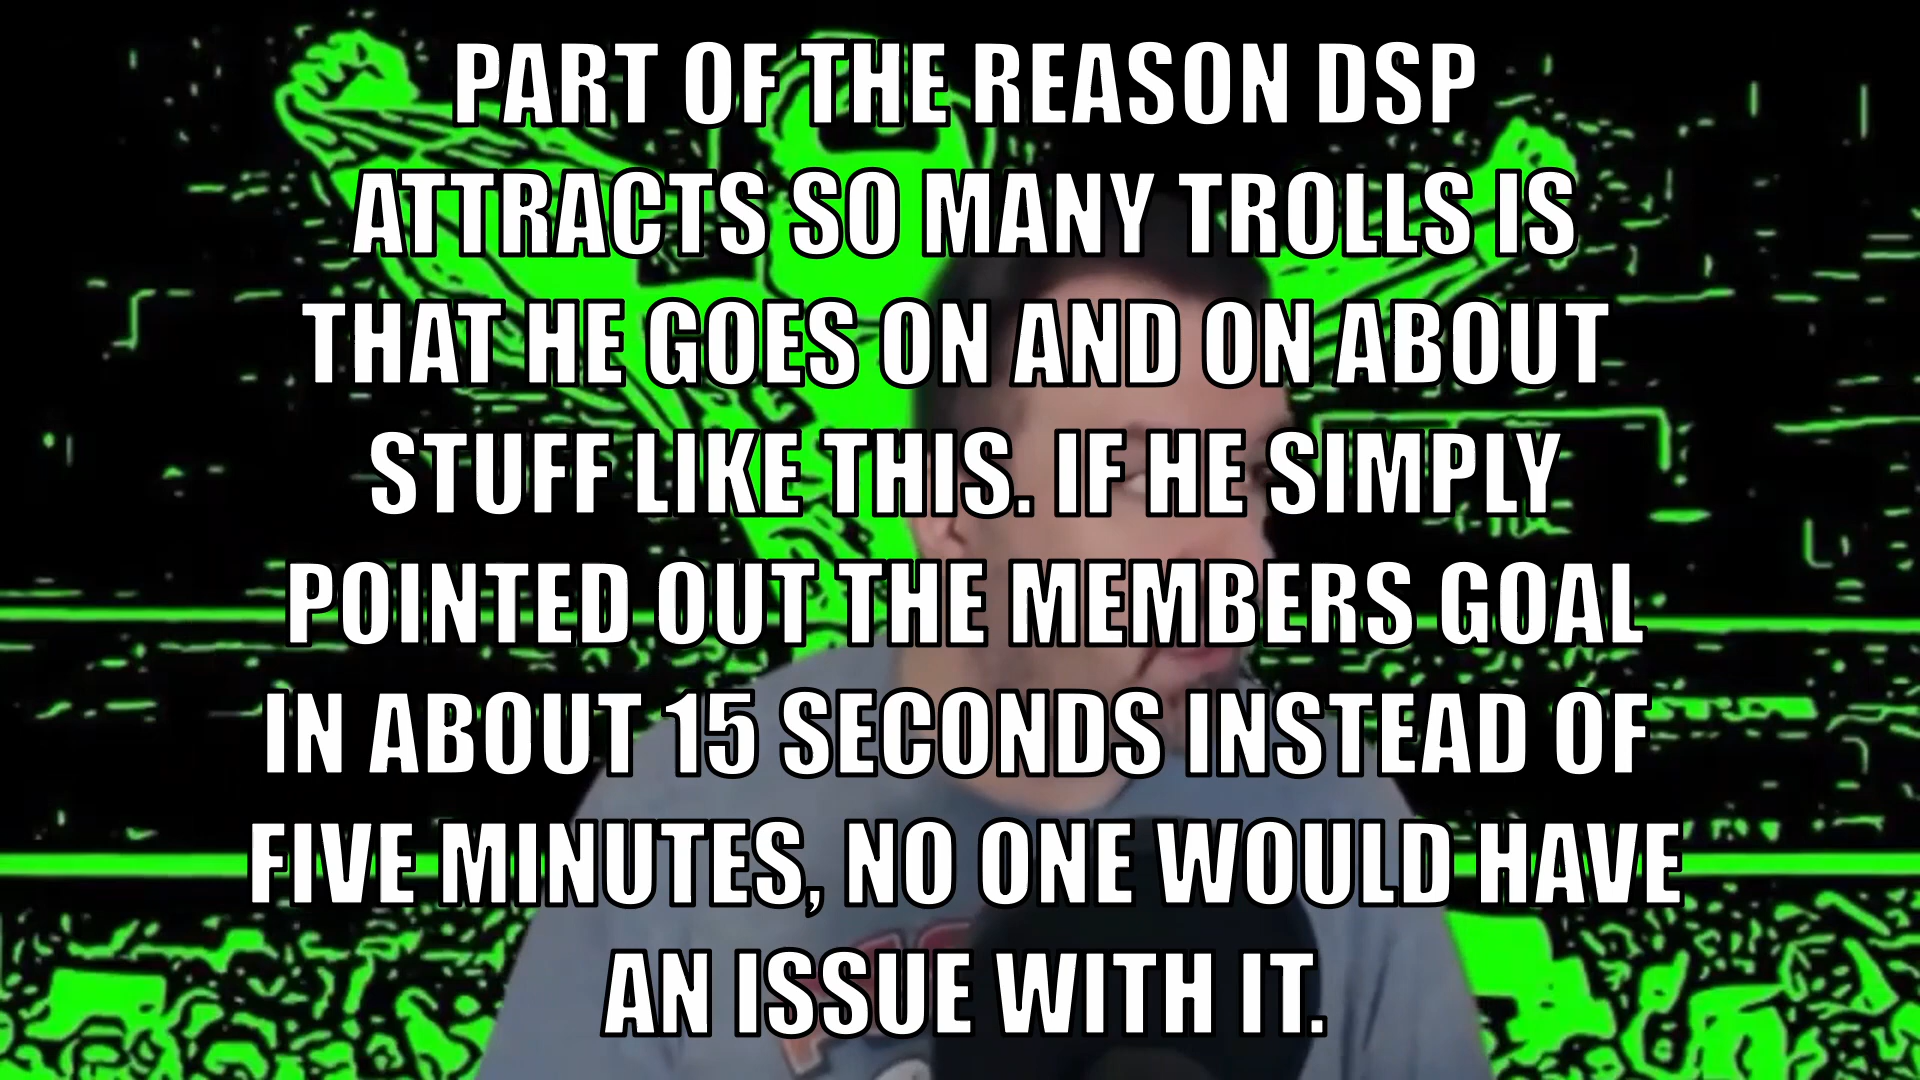 PART OF THE REASON DSP
ATTRACTS SO MANY TROLLS IS
THAT HE GOES ON AND ON ABOUT
STUFF LIKE THIS. IF HE SIMPLY
POINTED OUT THE MEMBERS GOAL
IN ABOUT 15 SECONDS INSTEAD OF
FIVE MINUTES, NO ONE WOULD HAVE
AN ISSUE WITH IT.